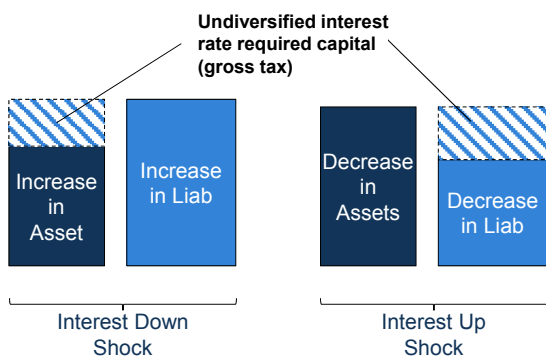 Undiversified interest
rate required capital
(gross tax)
Increase
in
Asset
Increase
in Liab
Decrease
in
Assets
Decrease
in Liab
Interest Down
Shock
Interest Up
Shock